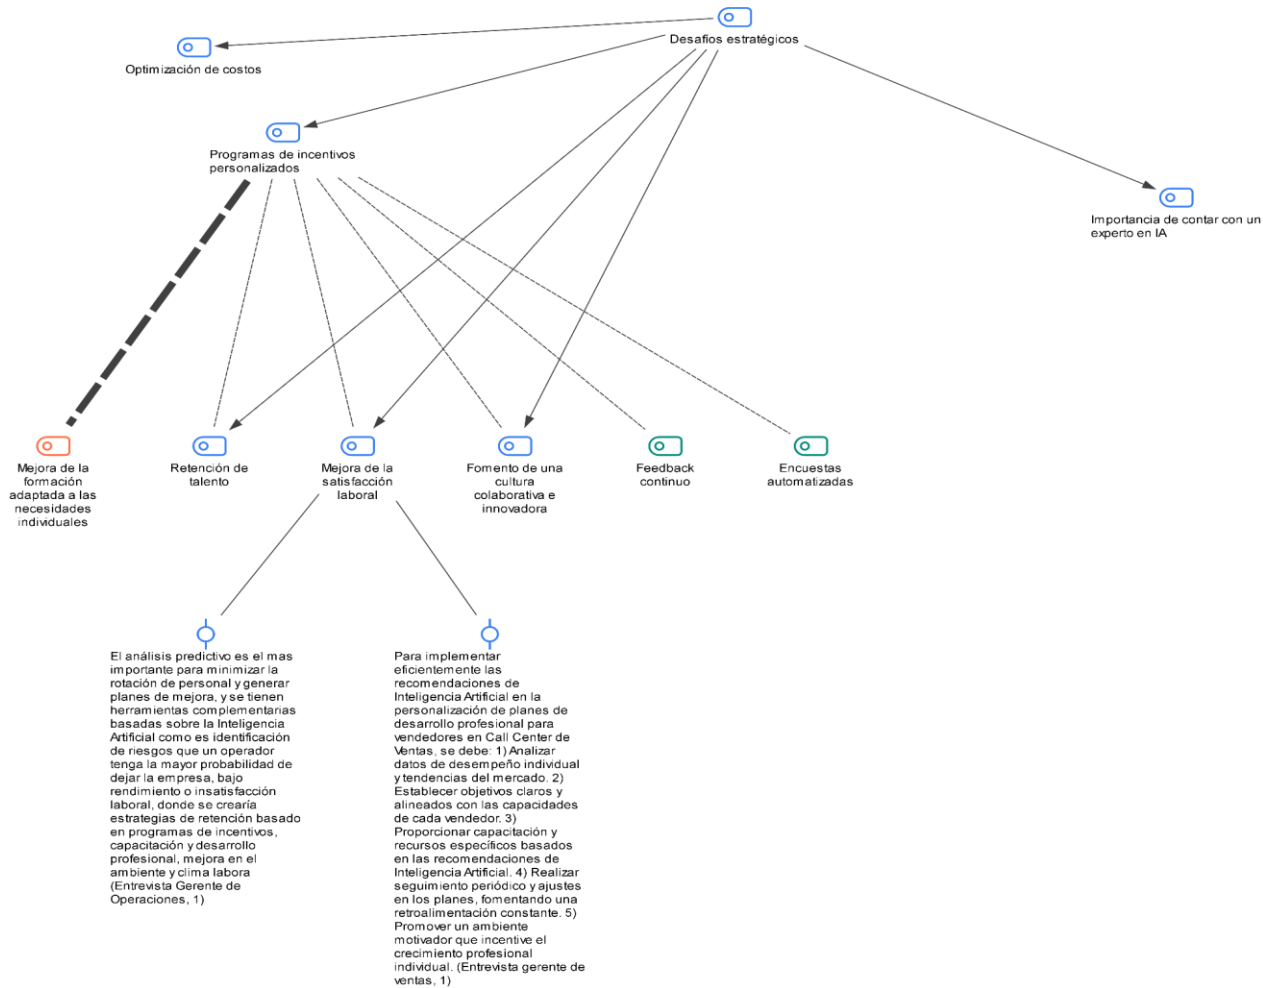 Desafíos estratégicos
Optimización de costos
Programas de incentivos
personalizados
Importancia de contar con un
experto en IA
Mejora de la
formación
adaptada a las
necesidades
individuales
Retención de
talento
Mejora de la
satisfacción
laboral
Fomento de una
cultura
colaborativa e
innovadora
Feedback
continuo
Encuestas
automatizadas
El análisis predictivo es el mas
importante para minimizar la
rotación de personal y generar
planes de mejora, y se tienen
herramientas complementarias
basadas sobre la Inteligencia
Artificial como es identificación
de riesgos que un operador
tenga la mayor probabilidad de
dejar la empresa, bajo
rendimiento o insatisfacción
laboral, donde se crearía
estrategias de retención basado
en programas de incentivos,
capacitación y desarrollo
profesional, mejora en el
ambiente y clima labora
(Entrevista Gerente de
Operaciones, 1)
Para implementar
eficientemente las
recomendaciones de
Inteligencia Artificial en la
personalización de planes de
desarrollo profesional para
vendedores en Call Center de
Ventas, se debe: 1) Analizar
datos de desempeño individual
y tendencias del mercado. 2)
Establecer objetivos claros y
alineados con las capacidades
de cada vendedor. 3)
Proporcionar capacitación y
recursos específicos basados
en las recomendaciones de
Inteligencia Artificial. 4) Realizar
seguimiento periódico y ajustes
en los planes, fomentando una
retroalimentación constante. 5)
Promover un ambiente
motivador que incentive el
crecimiento profesional
individual. (Entrevista gerente de
ventas, 1)